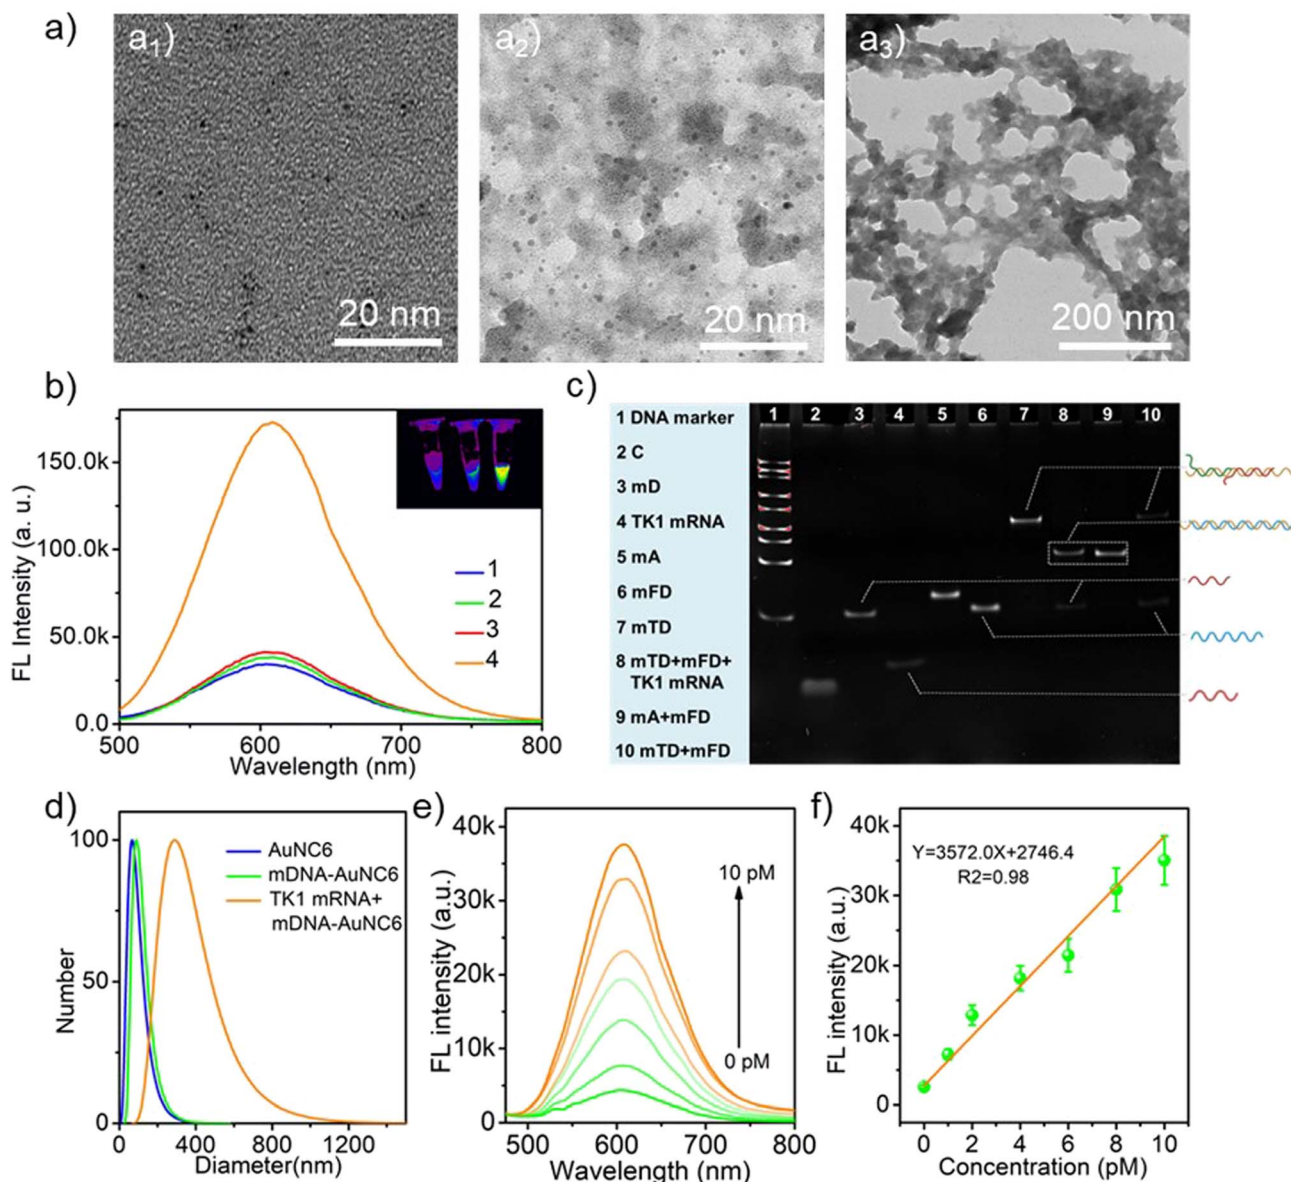 a)
a1)
20 nm
a2)
20 nm
a3)
200 nm
b)
FL Intensity (a. u.)
150.0k
100.0k
50.0k
0.0
500 600 700 800
Wavelength (nm)
1
2
3
4
c)
1 DNA marker
2 C
3 mD
4 TK1 mRNA
5 mA
6 mFD
7 mTD
8 mTD+mFD+
TK1 mRNA
9 mA+mFD
10 mTD+mFD
1 2 3 4 5 6 7 8 9 10
d)
Number
100
50
0
0 400 800 1200
Diameter(nm)
AuNC6
mDNA-AuNC6
TK1 mRNA+
mDNA-AuNC6
e)
FL intensity (a.u.)
40k
30k
20k
10k
0
500 600 700 800
Wavelength (nm)
10 pM
0 pM
f)
FL intensity (a.u.)
40k
30k
20k
10k
0
0 2 4 6 8 10
Concentration (pM)
Y=3572.0X+2746.4
R2=0.98